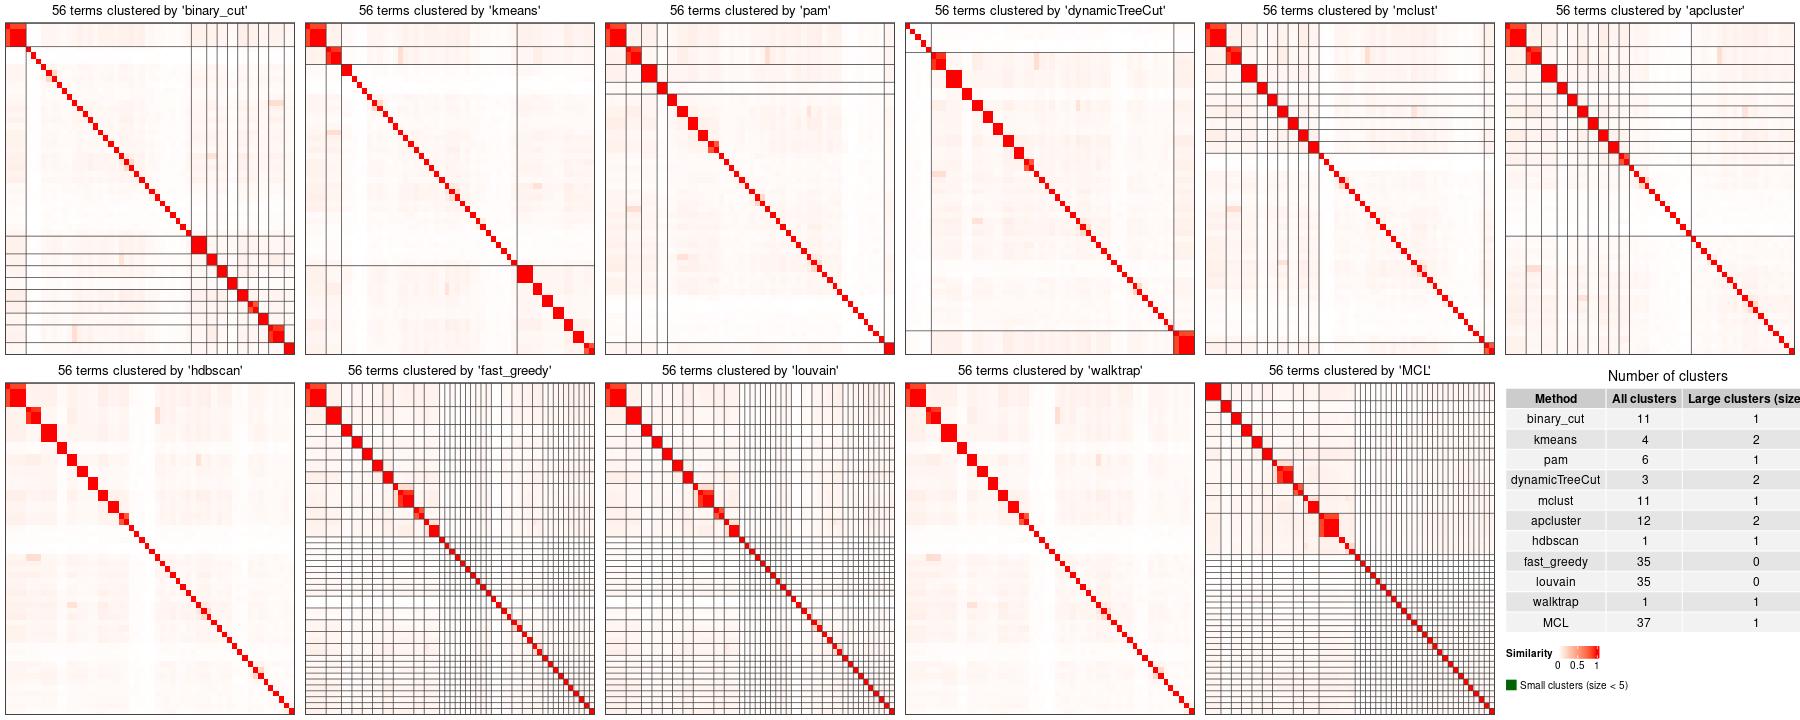 56 terms clustered by 'binary_cut'
56 terms clustered by 'kmeans'
56 terms clustered by 'pam'
56 terms clustered by 'dynamicTreeCut'
56 terms clustered by 'mclust'
56 terms clustered by 'apcluster'
56 terms clustered by 'hdbscan'
56 terms clustered by 'fast_greedy'
56 terms clustered by 'louvain'
56 terms clustered by 'walktrap'
56 terms clustered by 'MCL'
Number of clusters
Method All clusters Large clusters (size
binary_cut 11 1
kmeans 4 2
pam 6 1
dynamicTreeCut 3 2
mclust 11 1
apcluster 12 2
hdbscan 1 1
fast_greedy 35 0
louvain 35 0
walktrap 1 1
MCL 37 1
Similarity
0 0.5 1
Small clusters (size < 5)